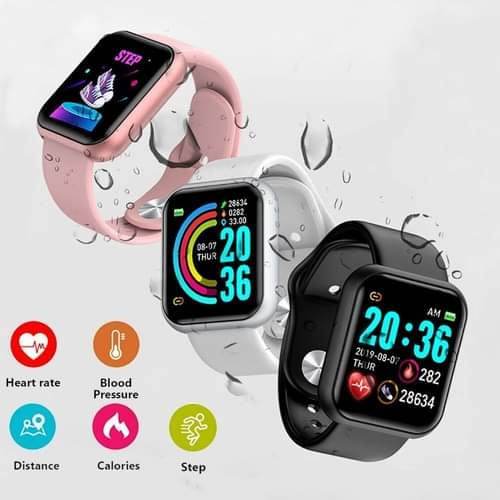 STEP
28634
0282
33.00
08-07
THUR
20
36
AM
20:36
2019-08-07
THUR
282
28634
Heart rate
Blood
Pressure
Distance
Calories
Step